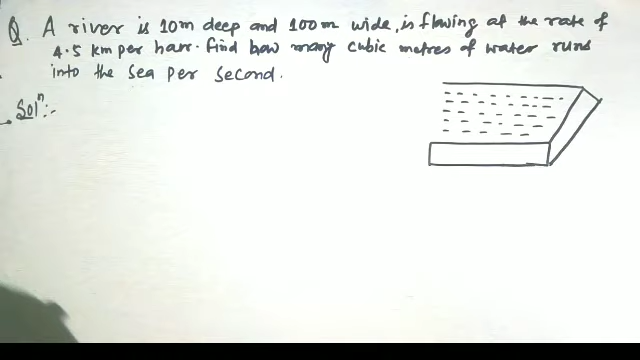 Q. A river is 10m deep and 100m wide, is flowing at the rate of
4.5 km per hour. find how many cubic metres of water runs
into the sea per second.
Solⁿ:-